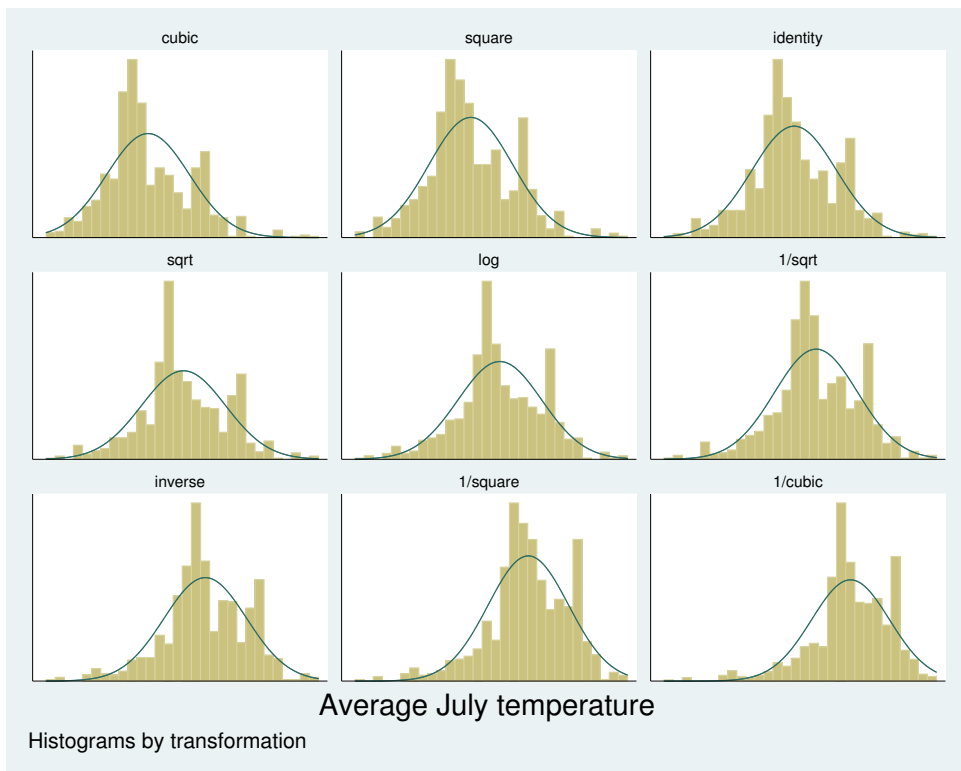 cubic
square
identity
sqrt
log
1/sqrt
inverse
1/square
1/cubic
Average July temperature
Histograms by transformation